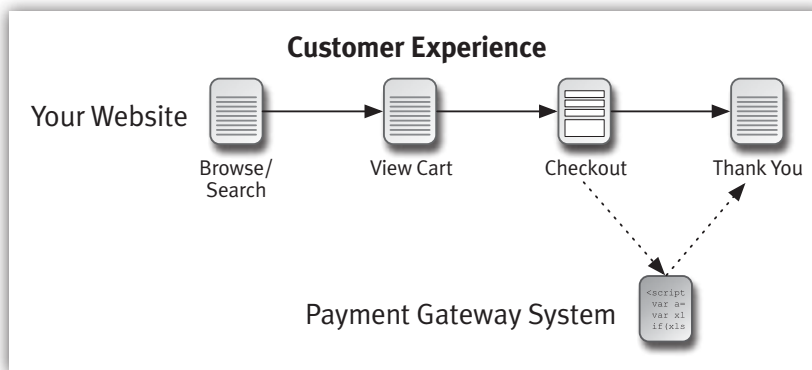 Customer Experience
Your Website
Browse/
Search
View Cart
Checkout
Thank You
Payment Gateway System
<script
var a=
var xl
if(xls